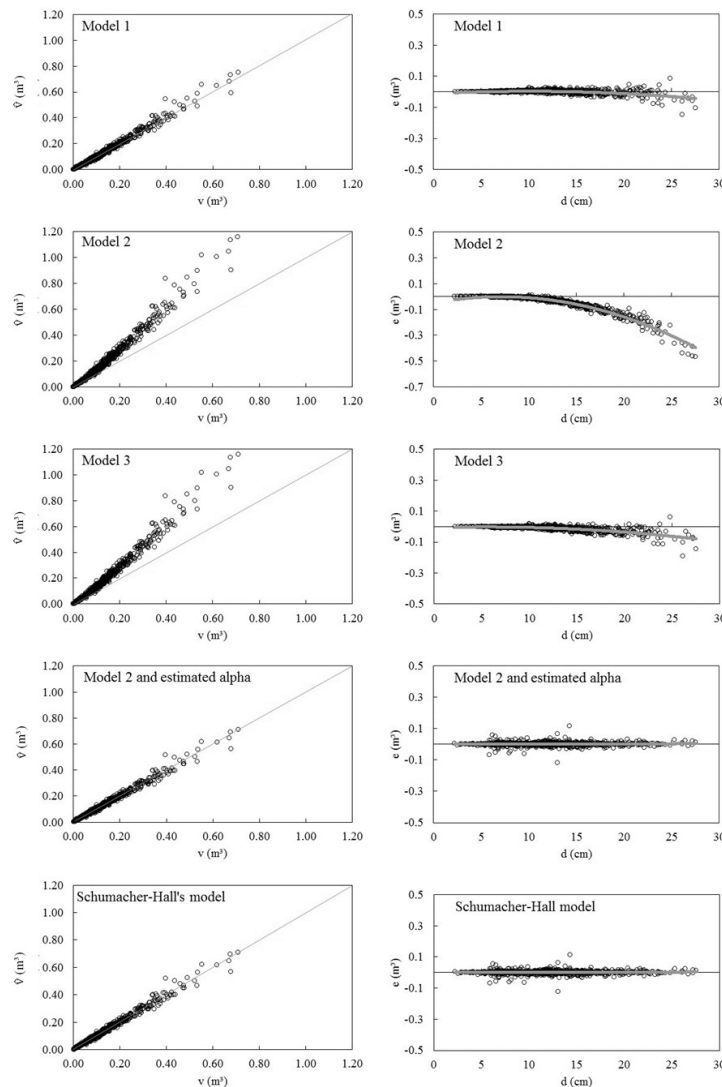 Model 1
1.20
1.00
0.80
0.60
0.40
0.20
0.00
v̂ (m³)
0.00 0.20 0.40 0.60 0.80 1.00 1.20
v (m³)
Model 1
0.5
0.3
0.1
-0.1
-0.3
-0.5
e (m³)
0 5 10 15 20 25 30
d (cm)
Model 2
1.20
1.00
0.80
0.60
0.40
0.20
0.00
v̂ (m³)
0.00 0.20 0.40 0.60 0.80 1.00 1.20
v (m³)
Model 2
0.5
0.3
0.1
-0.1
-0.3
-0.5
-0.7
e (m³)
0 5 10 15 20 25 30
d (cm)
Model 3
1.20
1.00
0.80
0.60
0.40
0.20
0.00
v̂ (m³)
0.00 0.20 0.40 0.60 0.80 1.00 1.20
v (m³)
Model 3
0.5
0.3
0.1
-0.1
-0.3
-0.5
e (m³)
0 5 10 15 20 25 30
d (cm)
Model 2 and estimated alpha
1.20
1.00
0.80
0.60
0.40
0.20
0.00
v̂ (m³)
0.00 0.20 0.40 0.60 0.80 1.00 1.20
v (m³)
Model 2 and estimated alpha
0.5
0.3
0.1
-0.1
-0.3
-0.5
e (m³)
0 5 10 15 20 25 30
d (cm)
Schumacher-Hall's model
1.20
1.00
0.80
0.60
0.40
0.20
0.00
v̂ (m³)
0.00 0.20 0.40 0.60 0.80 1.00 1.20
v (m³)
Schumacher-Hall model
0.5
0.3
0.1
-0.1
-0.3
-0.5
e (m³)
0 5 10 15 20 25 30
d (cm)